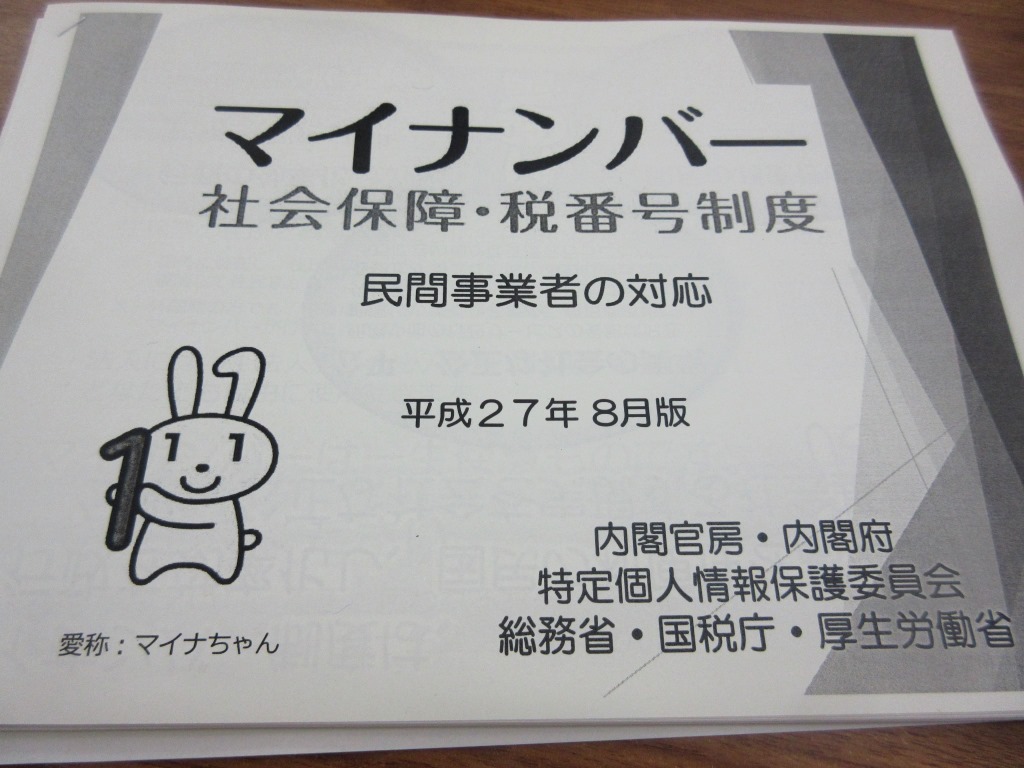 マイナンバー
社会保障・税番号制度
民間事業者の対応
平成２７年 ８月版
内閣官房・内閣府
特定個人情報保護委員会
総務省・国税庁・厚生労働省
愛称：マイナちゃん